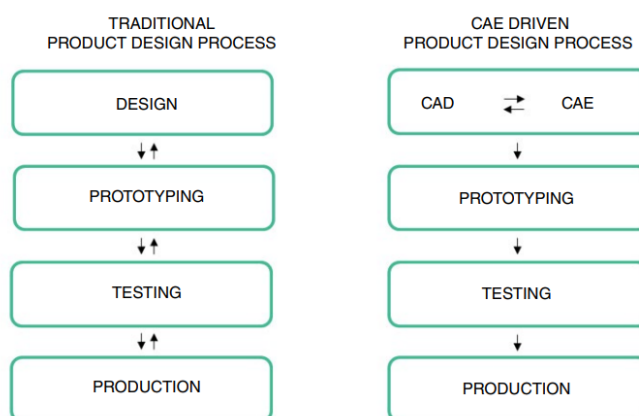 TRADITIONAL
PRODUCT DESIGN PROCESS
DESIGN
PROTOTYPING
TESTING
PRODUCTION
CAE DRIVEN
PRODUCT DESIGN PROCESS
CAD CAE
PROTOTYPING
TESTING
PRODUCTION